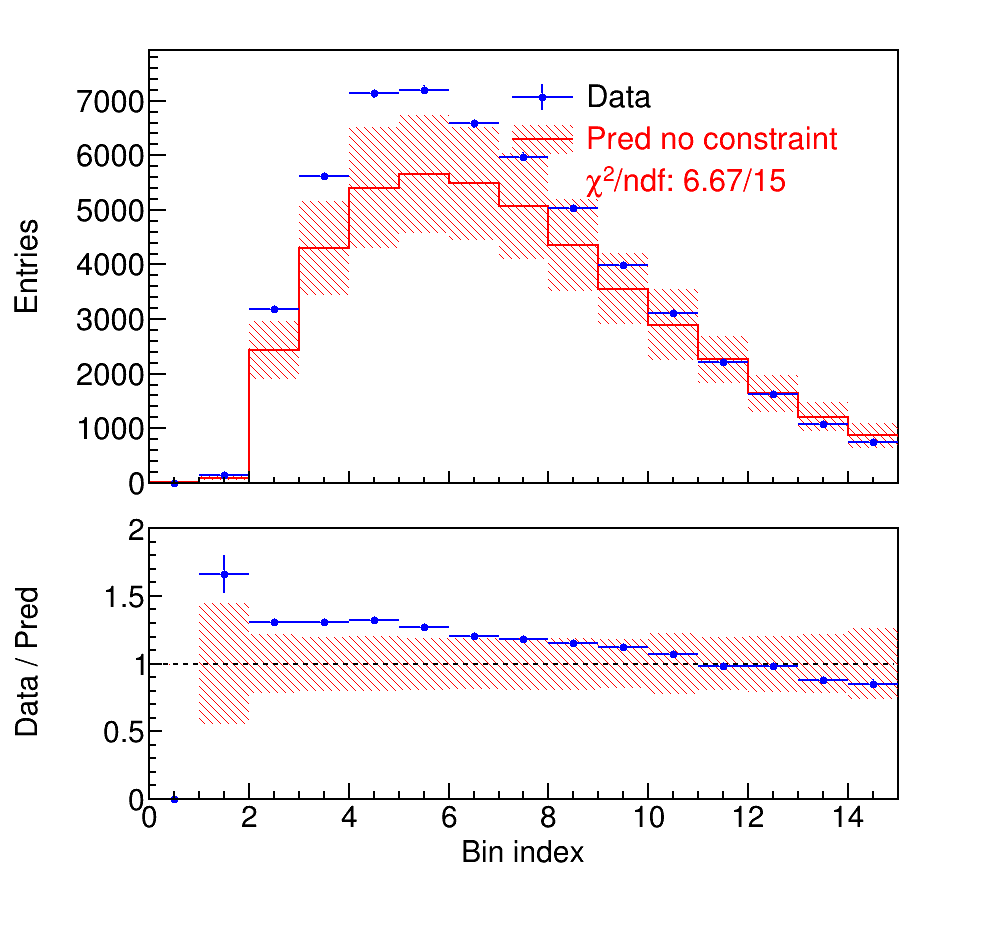 Data
Pred no constraint
χ²/ndf: 6.67/15
Entries
7000
6000
5000
4000
3000
2000
1000
0
Data / Pred
2
1.5
1
0.5
0
0 2 4 6 8 10 12 14
Bin index